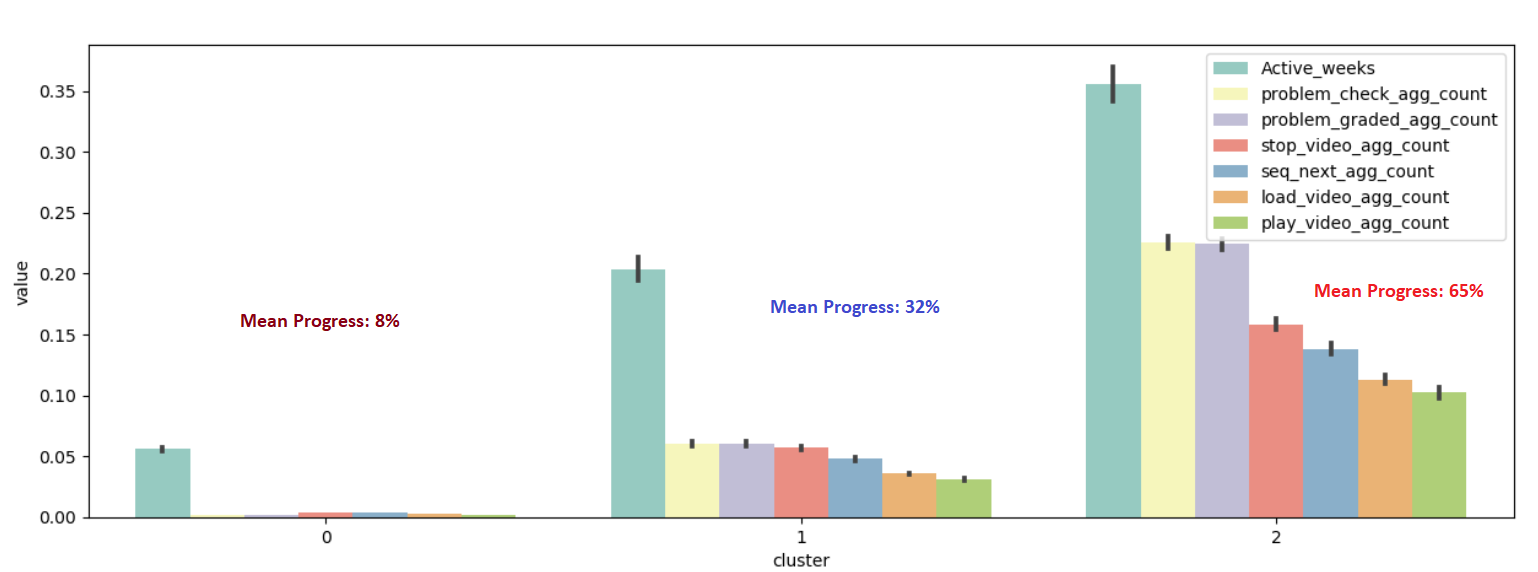 0.35
0.30
0.25
0.20
0.15
0.10
0.05
0.00
value
Active_weeks
problem_check_agg_count
problem_graded_agg_count
stop_video_agg_count
seq_next_agg_count
load_video_agg_count
play_video_agg_count
Mean Progress: 8%
Mean Progress: 32%
Mean Progress: 65%
0
1
2
cluster